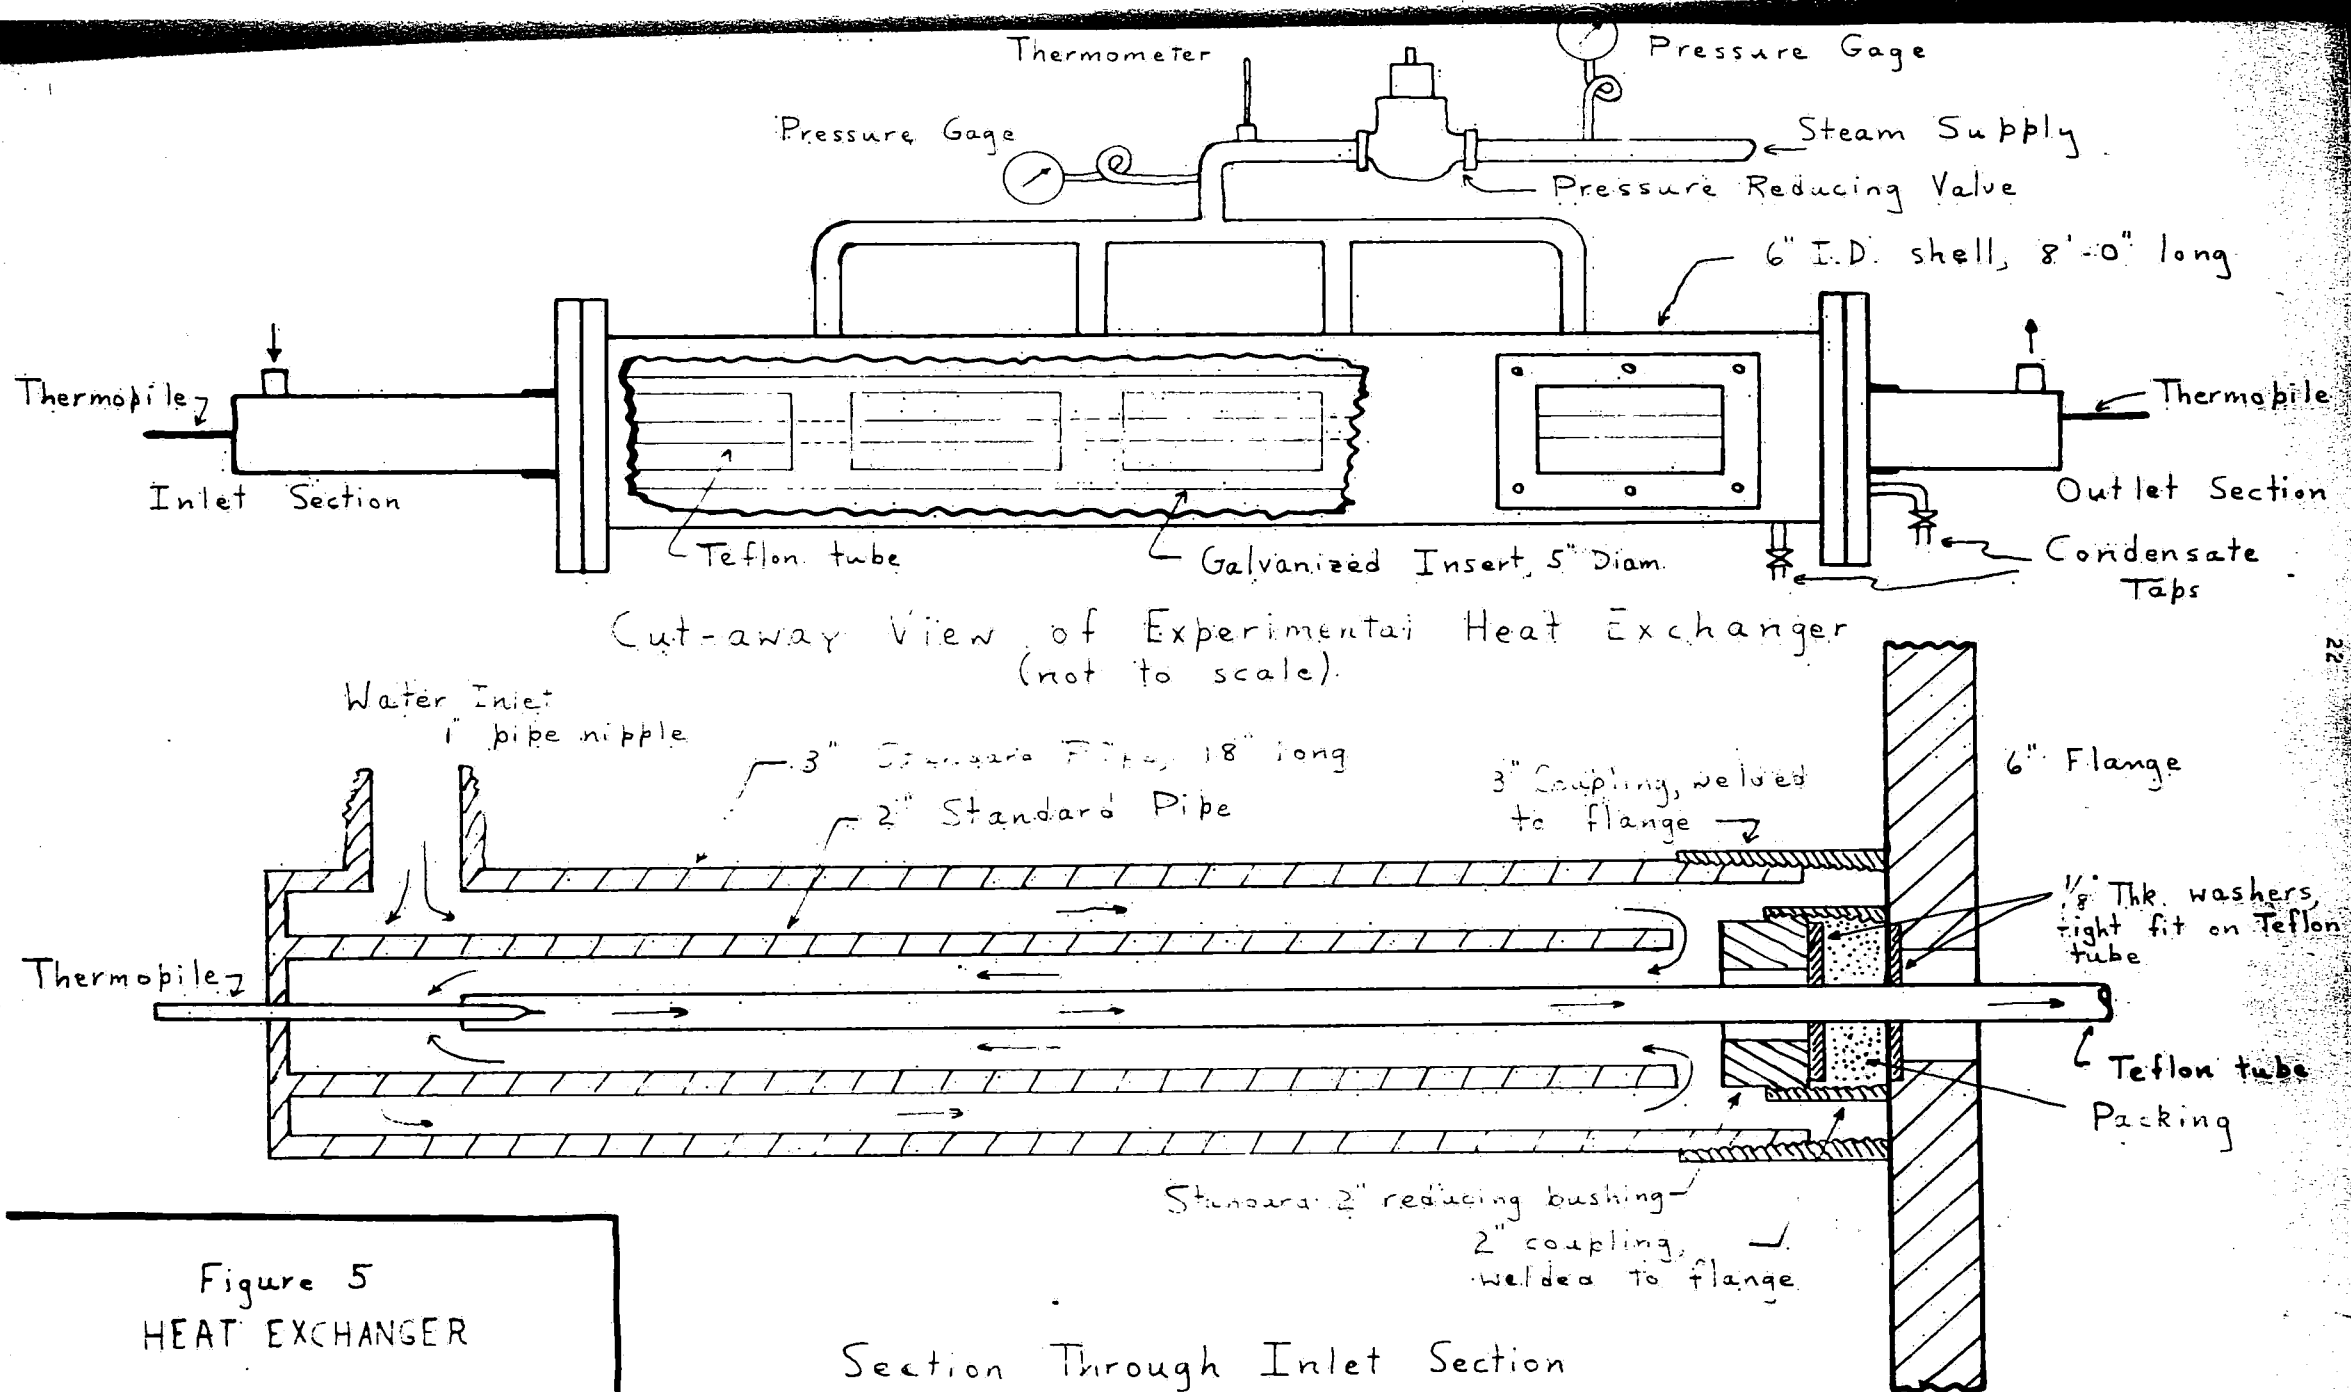 Thermometer
Pressure Gage
Pressure Gage
Steam Supply
Pressure Reducing Valve
6" I.D. shell, 8'-0" long
Thermopile
Thermopile
Inlet Section
Outlet Section
Teflon tube
Galvanized Insert, 5" Diam.
Condensate
Taps
Cut-away View of Experimental Heat Exchanger
(not to scale).
22
Water Inlet
1" pipe nipple
3" Standard Pipe, 18" long
2" Standard Pipe
3" Coupling, welded
to flange
6" Flange
1/8" Thk. washers,
tight fit on Teflon
tube
Thermopile
Teflon tube
Packing
Standard 2" reducing bushing
2" coupling,
welded to flange
Figure 5
HEAT EXCHANGER
Section Through Inlet Section